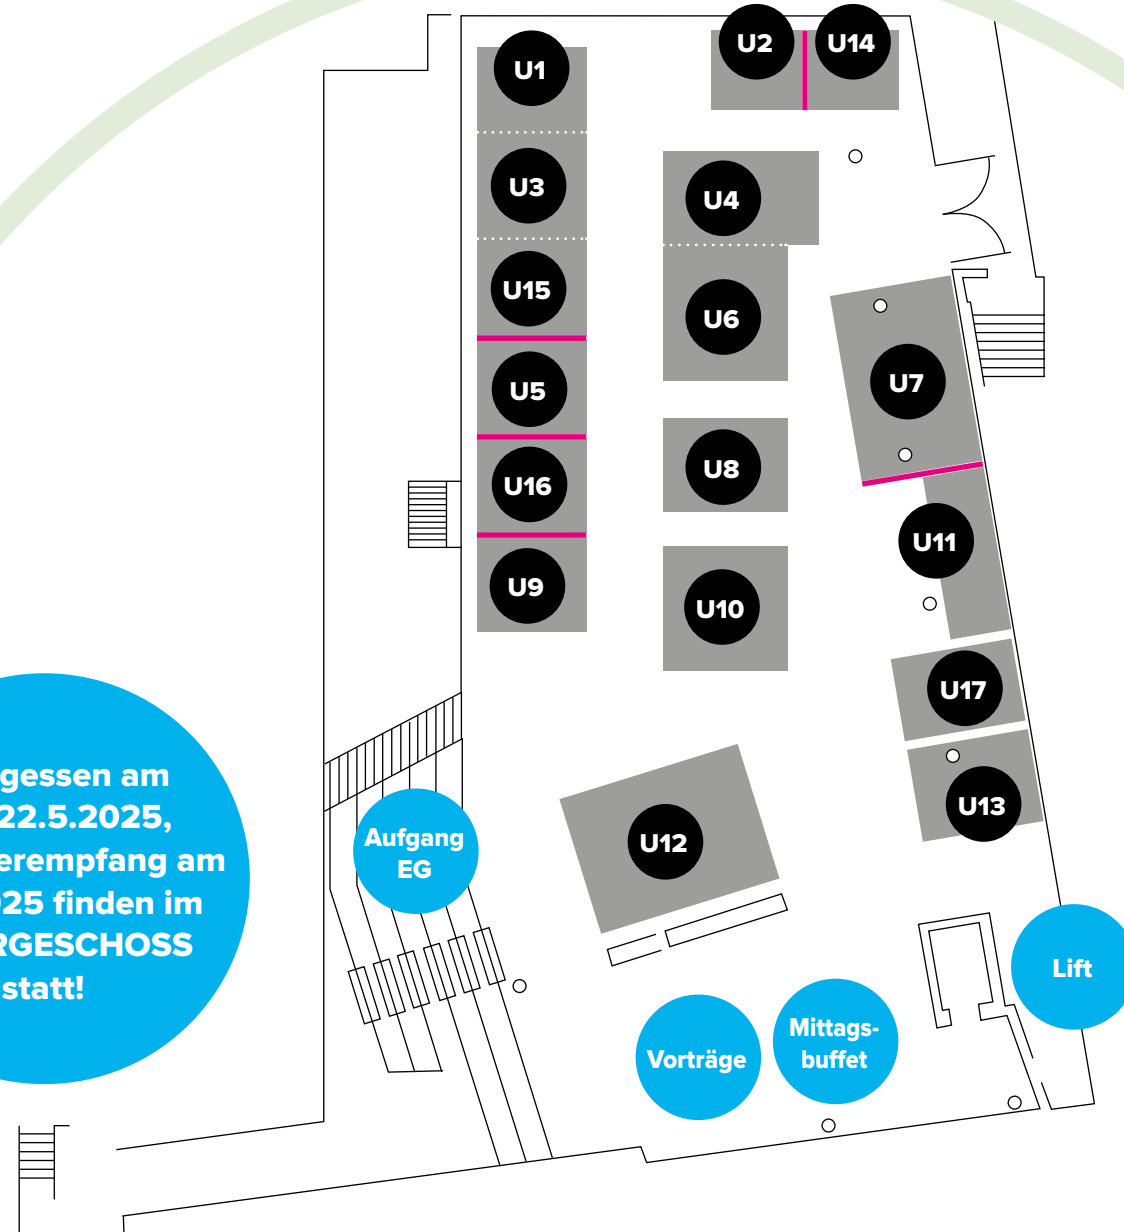 U2
U14
U1
U3
U4
U15
U6
U7
U5
U8
U16
U11
U9
U10
U17
U13
U12
gessen am
22.5.2025,
erempfang am
025 finden im
RGESCHOSS
statt!
Aufgang
EG
Lift
Vorträge
Mittags-
buffet